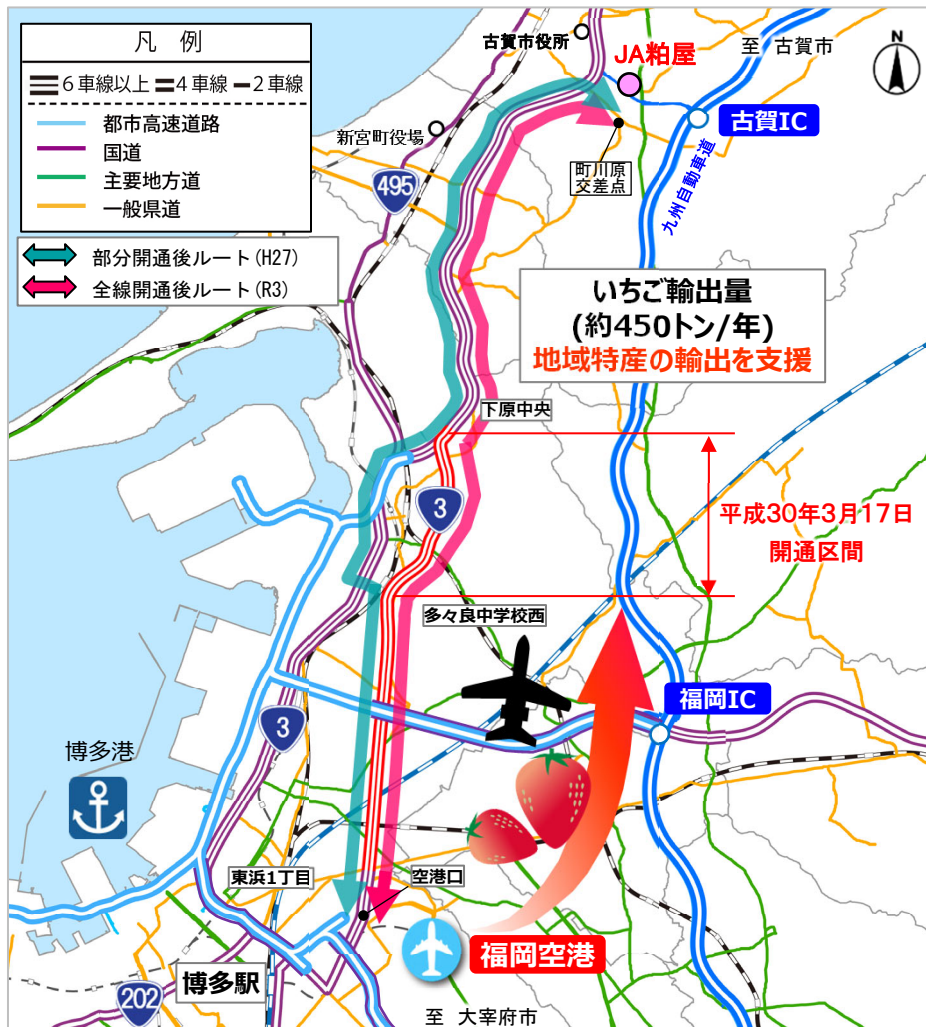 凡 例
6車線以上 4車線 2車線
都市高速道路
国道
主要地方道
一般県道
部分開通後ルート(H27)
全線開通後ルート(R3)
古賀市役所
至 古賀市
N
JA粕屋
古賀IC
新宮町役場
町川原
交差点
九州自動車道
495
いちご輸出量
(約450トン/年)
地域特産の輸出を支援
下原中央
3
平成30年3月17日
開通区間
多々良中学校西
福岡IC
3
博多港
東浜1丁目
空港口
福岡空港
博多駅
202
至 大宰府市